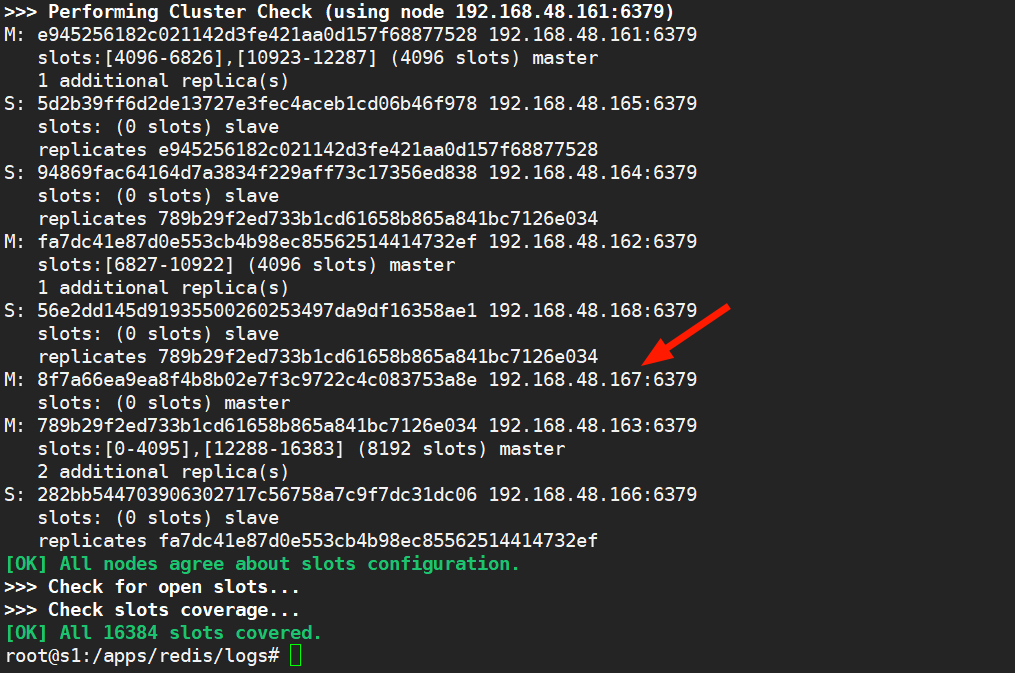 >>> Performing Cluster Check (using node 192.168.48.161:6379)
M: e945256182c021142d3fe421aa0d157f68877528 192.168.48.161:6379
   slots:[4096-6826],[10923-12287] (4096 slots) master
   1 additional replica(s)
S: 5d2b39ff6d2de13727e3fec4aceb1cd06b46f978 192.168.48.165:6379
   slots: (0 slots) slave
   replicates e945256182c021142d3fe421aa0d157f68877528
S: 94869fac64164d7a3834f229aff73c17356ed838 192.168.48.164:6379
   slots: (0 slots) slave
   replicates 789b29f2ed733b1cd61658b865a841bc7126e034
M: fa7dc41e87d0e553cb4b98ec85562514414732ef 192.168.48.162:6379
   slots:[6827-10922] (4096 slots) master
   1 additional replica(s)
S: 56e2dd145d91935500260253497da9df16358ae1 192.168.48.168:6379
   slots: (0 slots) slave
   replicates 789b29f2ed733b1cd61658b865a841bc7126e034
M: 8f7a66ea9ea8f4b8b02e7f3c9722c4c083753a8e 192.168.48.167:6379
   slots: (0 slots) master
M: 789b29f2ed733b1cd61658b865a841bc7126e034 192.168.48.163:6379
   slots:[0-4095],[12288-16383] (8192 slots) master
   2 additional replica(s)
S: 282bb544703906302717c56758a7c9f7dc31dc06 192.168.48.166:6379
   slots: (0 slots) slave
   replicates fa7dc41e87d0e553cb4b98ec85562514414732ef
[OK] All nodes agree about slots configuration.
>>> Check for open slots...
>>> Check slots coverage...
[OK] All 16384 slots covered.
root@s1:/apps/redis/logs#